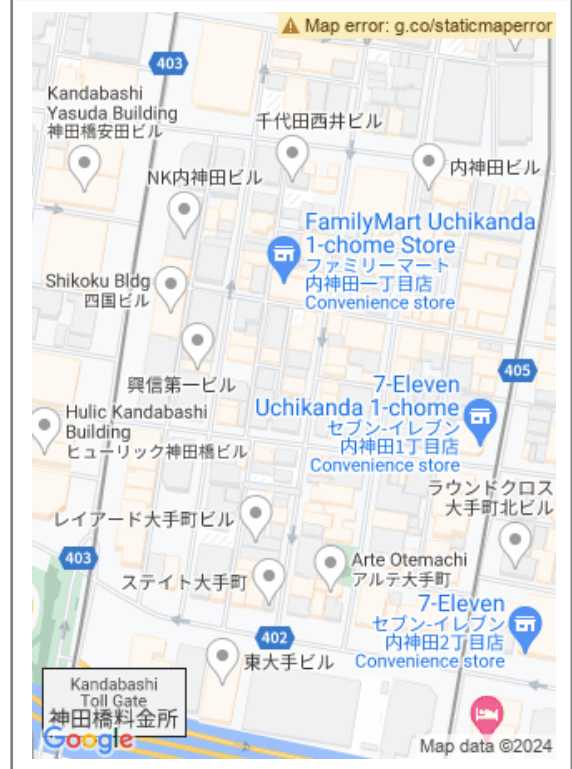 Map error: g.co/staticmaperror
403
Kandabashi
Yasuda Building
神田橋安田ビル
千代田西井ビル
内神田ビル
NK内神田ビル
FamilyMart Uchikanda
1-chome Store
ファミリーマート
内神田一丁目店
Convenience store
Shikoku Bldg
四国ビル
405
興信第一ビル
7-Eleven
Uchikanda 1-chome
セブン-イレブン
内神田1丁目店
Convenience store
Hulic Kandabashi
Building
ヒューリック神田橋ビル
ラウンドクロス
大手町北ビル
レイアード大手町ビル
403
Arte Otemachi
アルテ大手町
ステイト大手町
7-Eleven
セブン-イレブン
内神田2丁目店
Convenience store
402
東大手ビル
Kandabashi
Toll Gate
神田橋料金所
Google
Map data ©2024